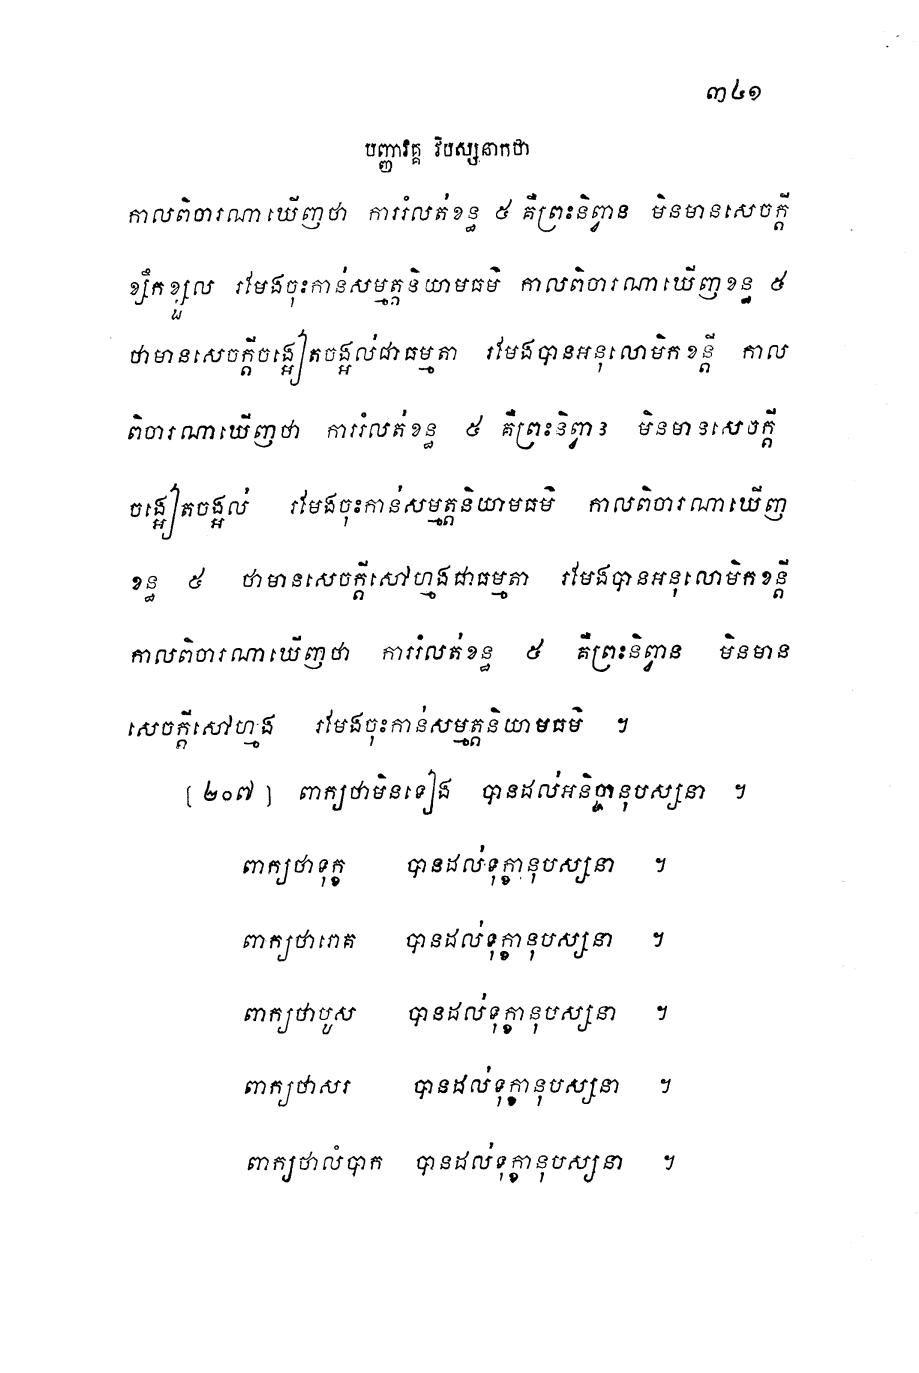 ៣៤១
បញ្ញាវគ្គ វិបស្សនាកថា
កាលពិចារណាឃើញថា ការរំលត់ខន្ធ ៥ គឺព្រះនិព្វាន មិនមានសេចក្តី
ខ្សឹកខ្សួល រមែងចុះកាន់សម្មត្តនិយាមធម៌ កាលពិចារណាឃើញខន្ធ ៥
ថាមានសេចក្តីចង្អៀតចង្អល់ជាធម្មតា រមែងបានអនុលោមិកខន្តី កាល
ពិចារណាឃើញថា ការរំលត់ខន្ធ ៥ គឺព្រះនិព្វាន មិនមានសេចក្តី
ចង្អៀតចង្អល់ រមែងចុះកាន់សម្មត្តនិយាមធម៌ កាលពិចារណាឃើញ
ខន្ធ ៥ ថាមានសេចក្តីសៅហ្មងជាធម្មតា រមែងបានអនុលោមិកខន្តី
កាលពិចារណាឃើញថា ការរំលត់ខន្ធ ៥ គឺព្រះនិព្វាន មិនមាន
សេចក្តីសៅហ្មង រមែងចុះកាន់សម្មត្តនិយាមធម៌ ។
[ ២០៧ ] ពាក្យថាមិនទៀង បានដល់អនិច្ចានុបស្សនា ។
ពាក្យថាទុក្ខ បានដល់ទុក្ខានុបស្សនា ។
ពាក្យថារោគ បានដល់ទុក្ខានុបស្សនា ។
ពាក្យថាបូស បានដល់ទុក្ខានុបស្សនា ។
ពាក្យថាសរ បានដល់ទុក្ខានុបស្សនា ។
ពាក្យថាលំបាក បានដល់ទុក្ខានុបស្សនា ។